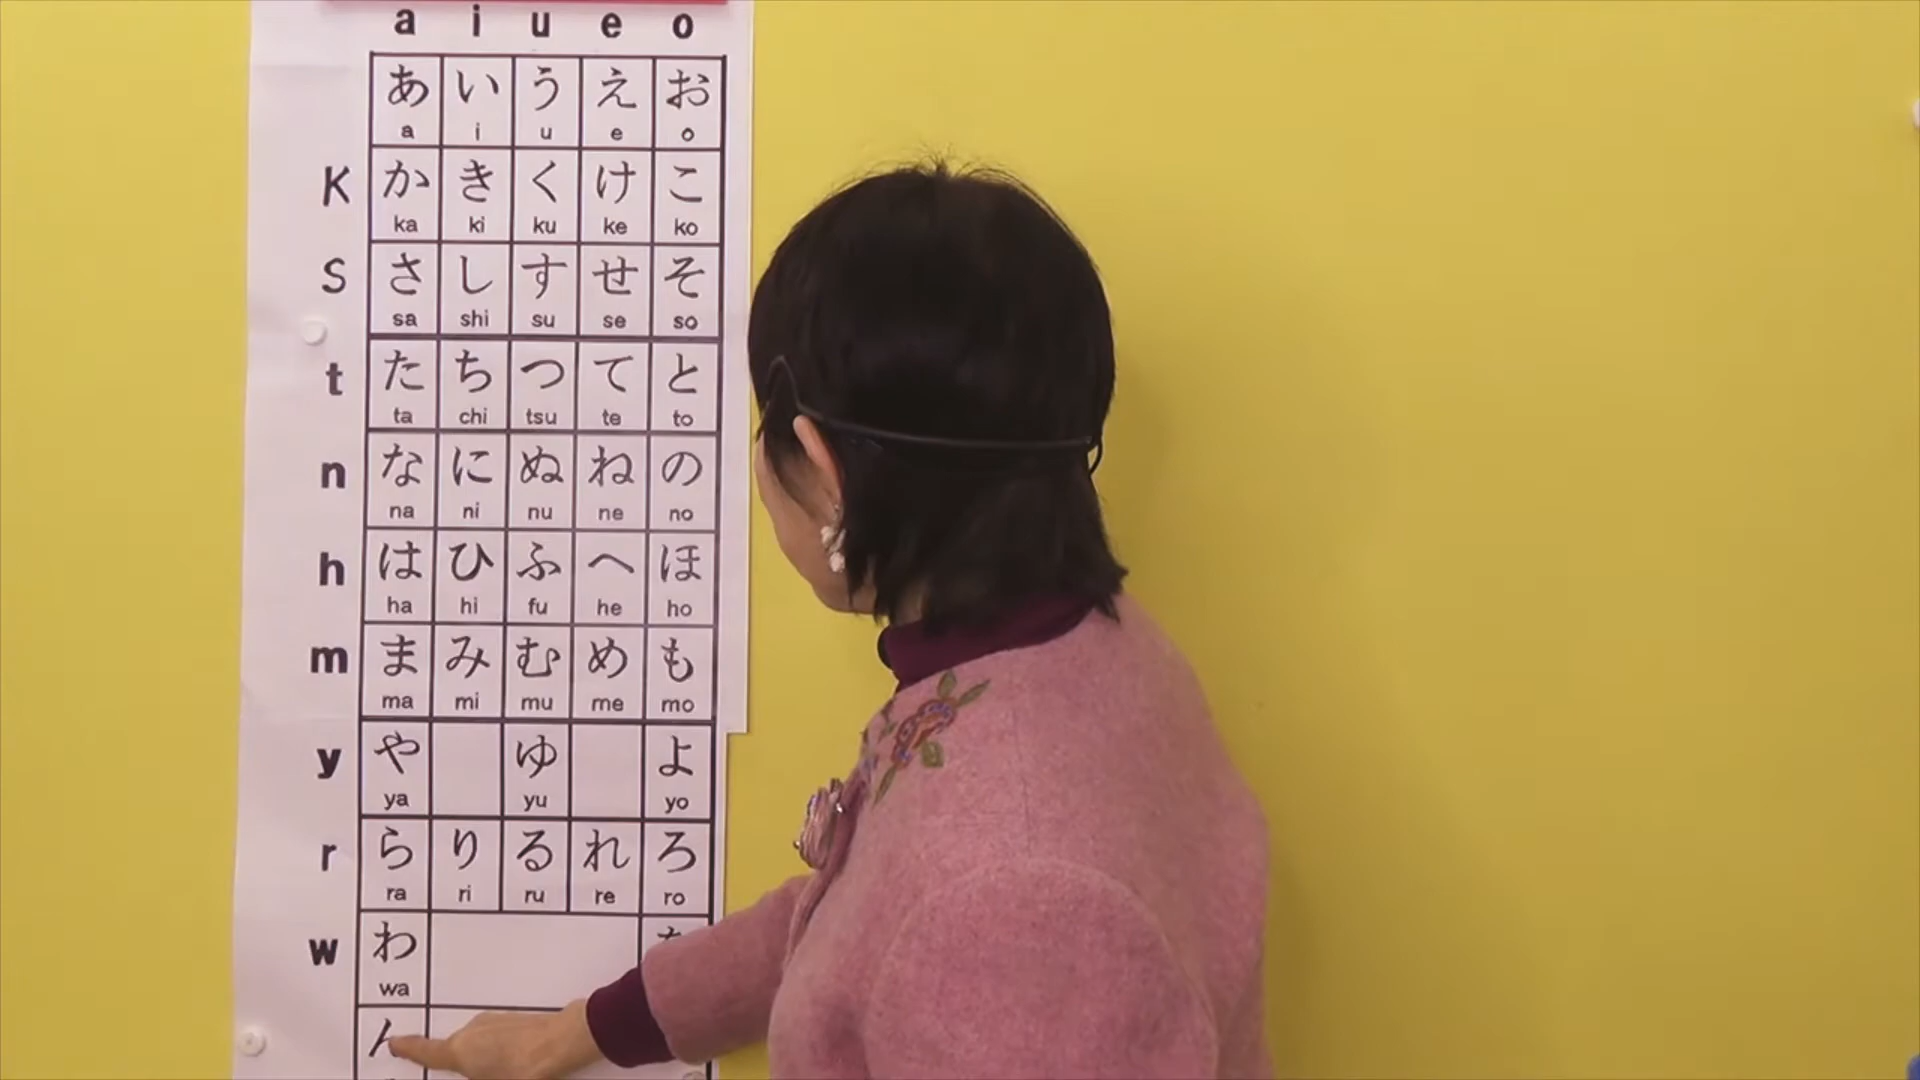 a i u e o
あ い う え お
a i u e o
K か き く け こ
ka ki ku ke ko
S さ し す せ そ
sa shi su se so
t た ち つ て と
ta chi tsu te to
n な に ぬ ね の
na ni nu ne no
h は ひ ふ へ ほ
ha hi fu he ho
m ま み む め も
ma mi mu me mo
y や ゆ よ
ya yu yo
r ら り る れ ろ
ra ri ru re ro
w わ
wa
ん